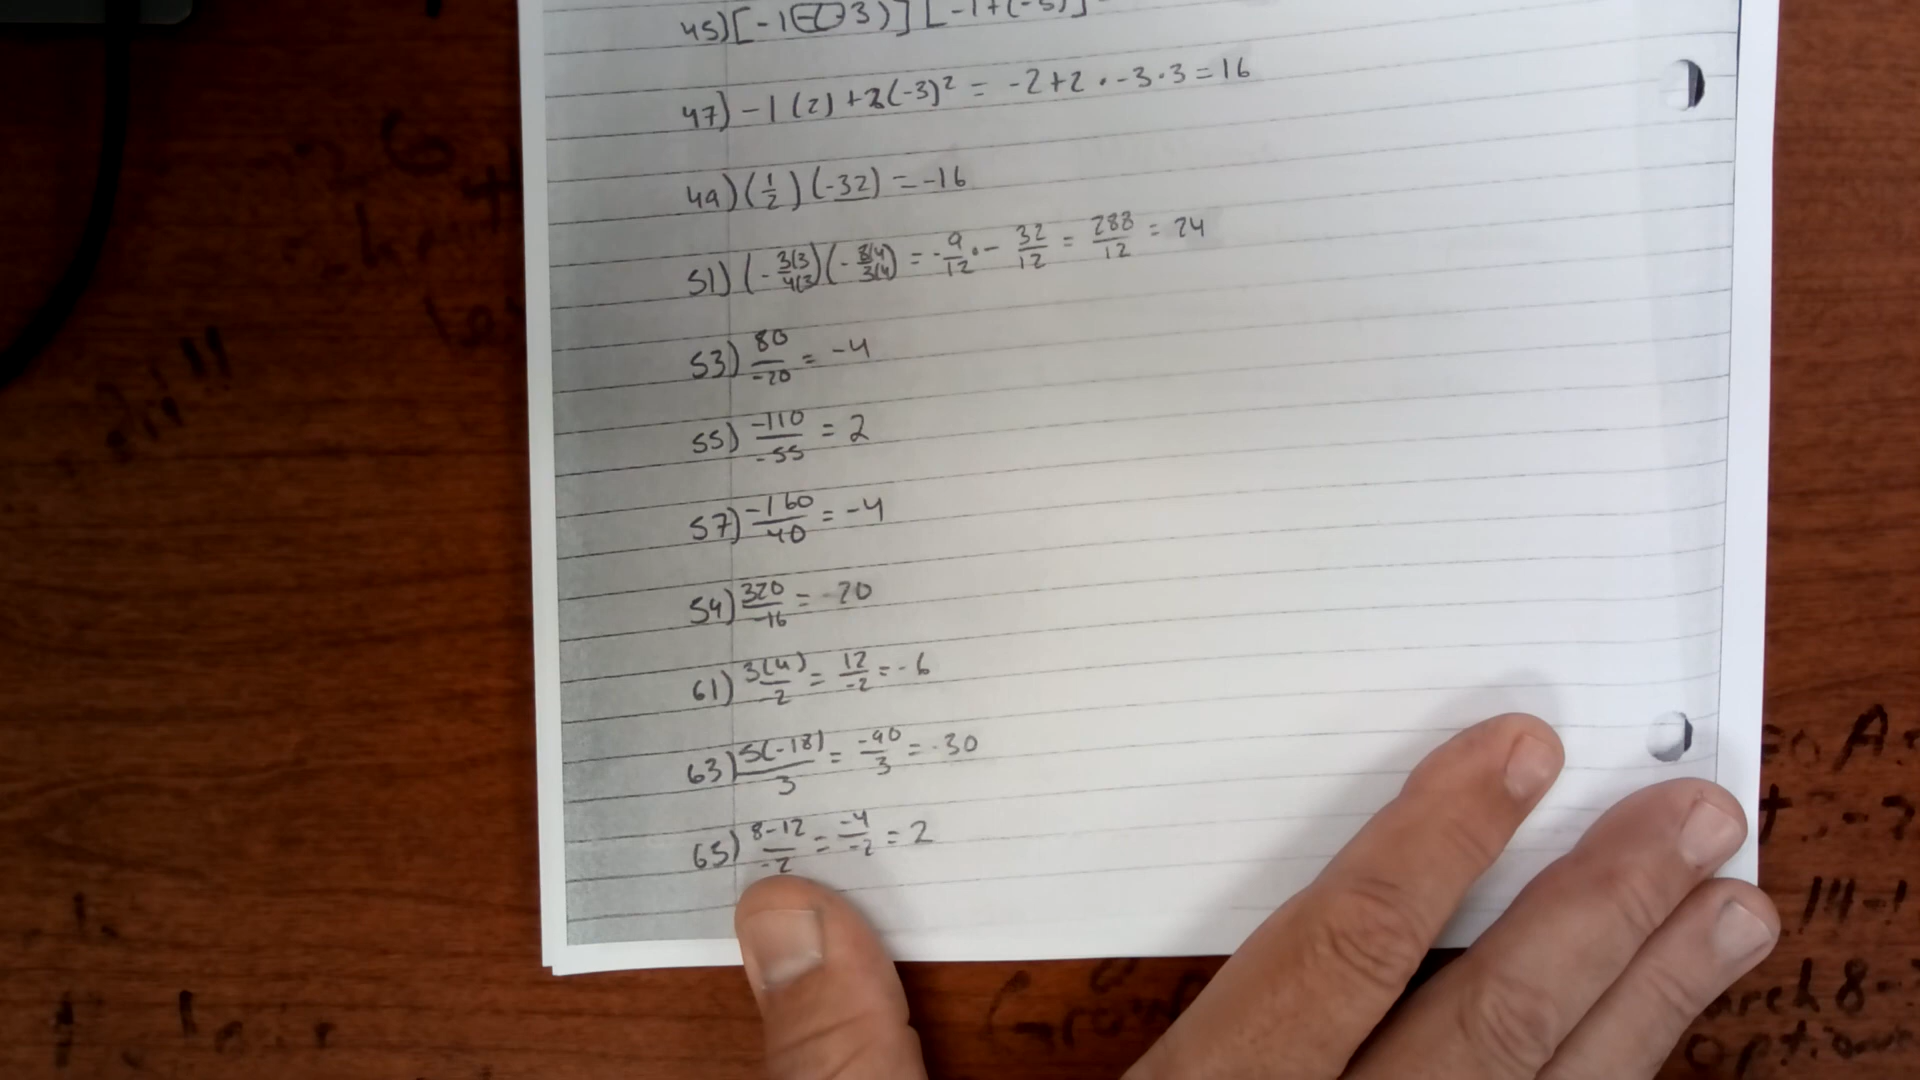 45) [-1-(-3)] [-1+(-5)]
47) -1(2) + 2(-3)² = -2+2 · -3·3 = 16
49) (1/2) (-32) = -16
51) (-3(3)/4(3)) (-8(4)/3(4)) = -9/12 · -32/12 = 288/12 = 24
53) 80/-20 = -4
55) -110/-55 = 2
57) -160/40 = -4
59) 320/-16 = -20
61) 3(4)/-2 = 12/-2 = -6
63) 5(-18)/3 = -90/3 = -30
65) 8-12/-2 = -4/-2 = 2